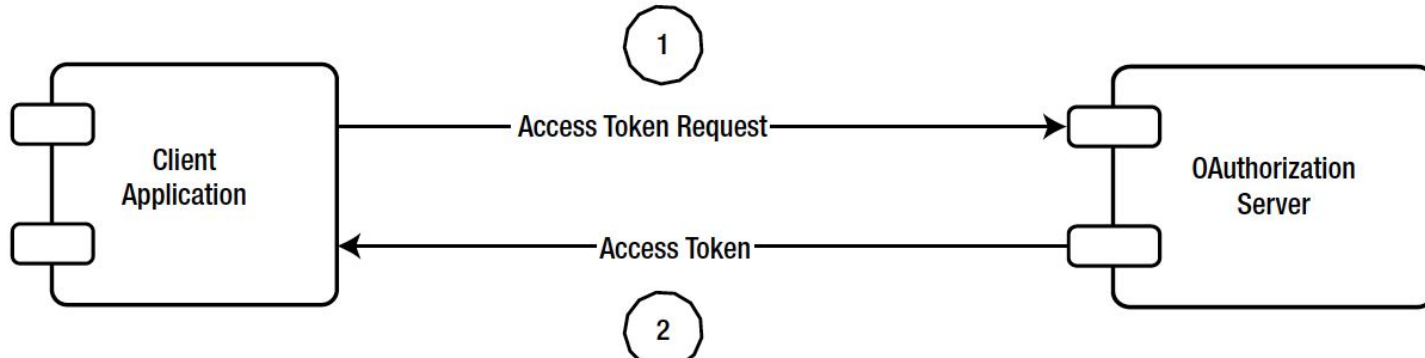 1
Access Token Request
Client
Application
OAuthorization
Server
Access Token
2